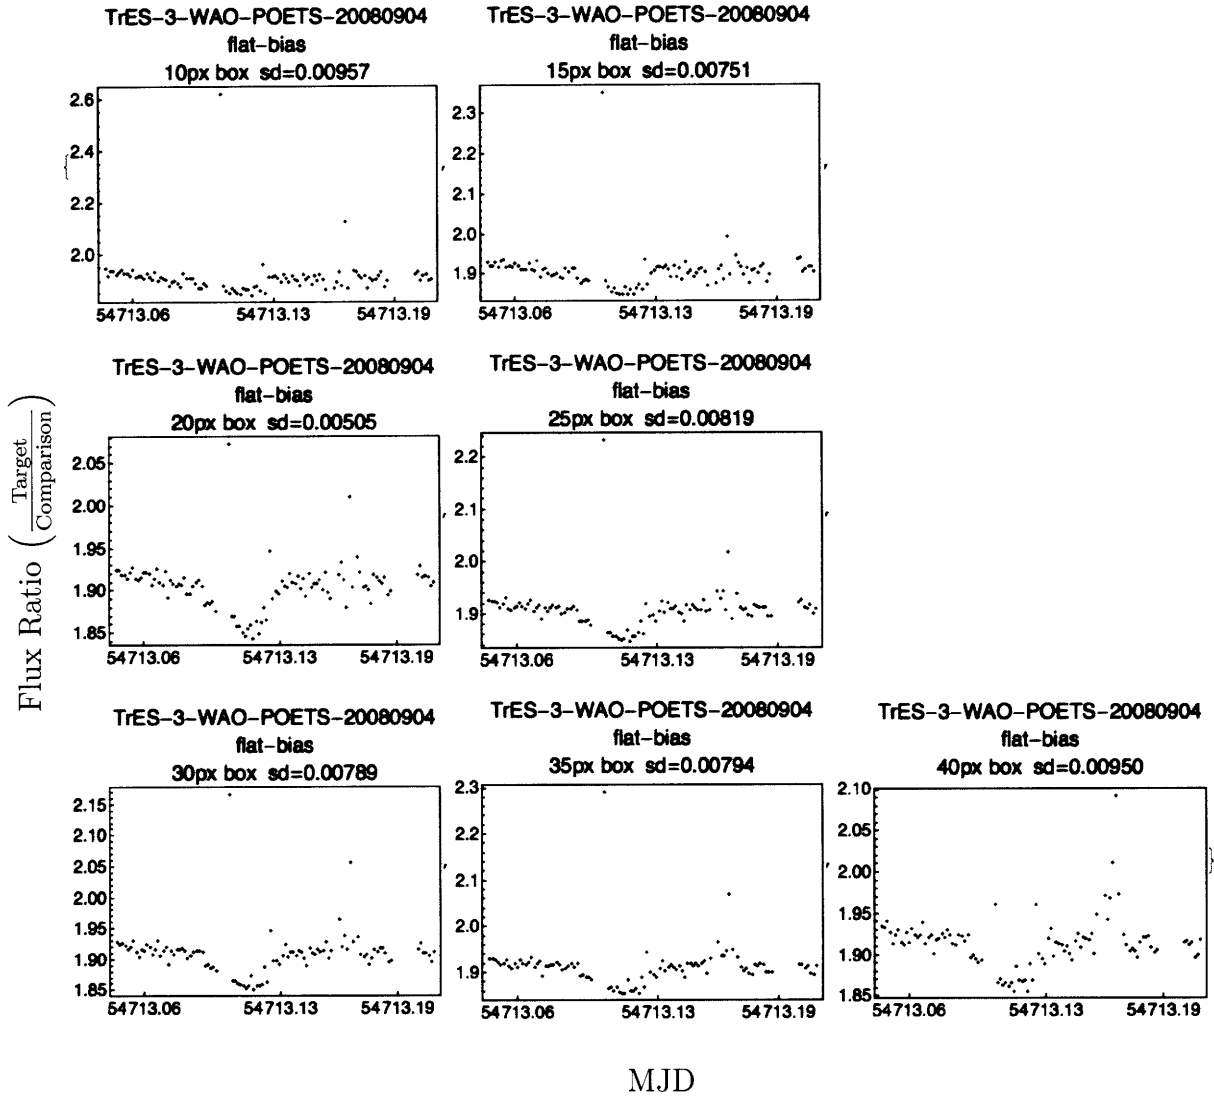 TrES-3-WAO-POETS-20080904
flat-bias
10px box sd=0.00957
2.6
2.4
2.2
2.0
54713.06 54713.13 54713.19
TrES-3-WAO-POETS-20080904
flat-bias
15px box sd=0.00751
2.3
2.2
2.1
2.0
1.9
54713.06 54713.13 54713.19
TrES-3-WAO-POETS-20080904
flat-bias
20px box sd=0.00505
2.05
2.00
1.95
1.90
1.85
54713.06 54713.13 54713.19
TrES-3-WAO-POETS-20080904
flat-bias
25px box sd=0.00819
2.2
2.1
2.0
1.9
54713.06 54713.13 54713.19
TrES-3-WAO-POETS-20080904
flat-bias
30px box sd=0.00789
2.15
2.10
2.05
2.00
1.95
1.90
1.85
54713.06 54713.13 54713.19
TrES-3-WAO-POETS-20080904
flat-bias
35px box sd=0.00794
2.3
2.2
2.1
2.0
1.9
54713.06 54713.13 54713.19
TrES-3-WAO-POETS-20080904
flat-bias
40px box sd=0.00950
2.10
2.05
2.00
1.95
1.90
1.85
54713.06 54713.13 54713.19
Flux Ratio (Target/Comparison)
MJD